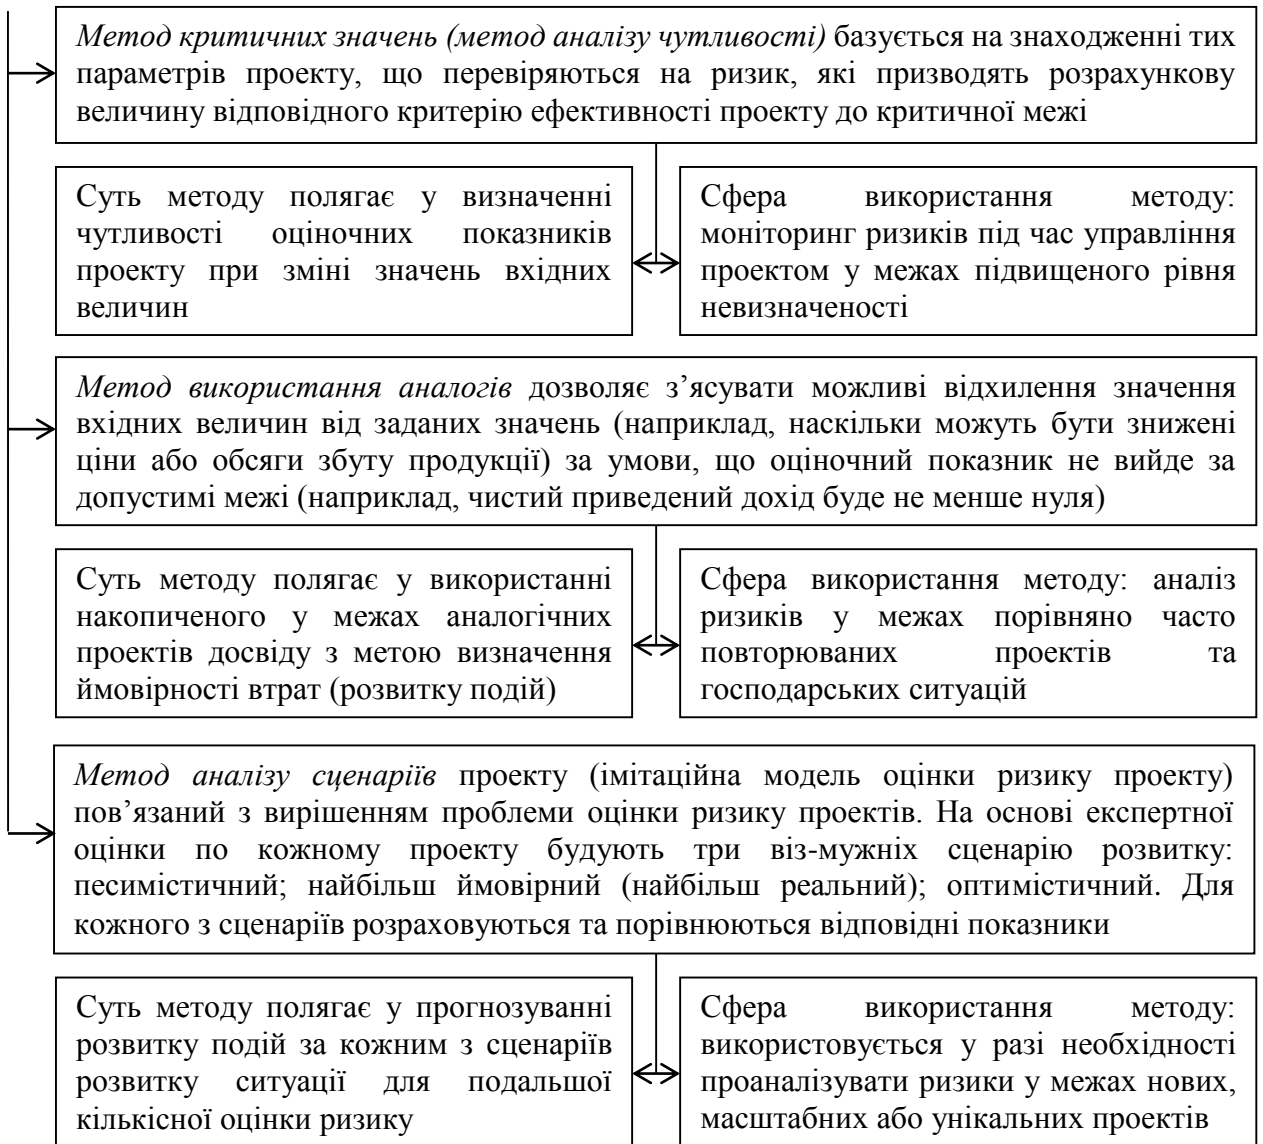 Метод критичних значень (метод аналізу чутливості) базується на знаходженні тих
параметрів проекту, що перевіряються на ризик, які призводять розрахункову
величину відповідного критерію ефективності проекту до критичної межі
Суть методу полягає у визначенні
чутливості оціночних показників
проекту при зміні значень вхідних
величин
Сфера використання методу:
моніторинг ризиків під час управління
проектом у межах підвищеного рівня
невизначеності
Метод використання аналогів дозволяє з’ясувати можливі відхилення значення
вхідних величин від заданих значень (наприклад, наскільки можуть бути знижені
ціни або обсяги збуту продукції) за умови, що оціночний показник не вийде за
допустимі межі (наприклад, чистий приведений дохід буде не менше нуля)
Суть методу полягає у використанні
накопиченого у межах аналогічних
проектів досвіду з метою визначення
ймовірності втрат (розвитку подій)
Сфера використання методу: аналіз
ризиків у межах порівняно часто
повторюваних проектів та
господарських ситуацій
Метод аналізу сценаріїв проекту (імітаційна модель оцінки ризику проекту)
пов’язаний з вирішенням проблеми оцінки ризику проектів. На основі експертної
оцінки по кожному проекту будують три віз-мужніх сценарію розвитку:
песимістичний; найбільш ймовірний (найбільш реальний); оптимістичний. Для
кожного з сценаріїв розраховуються та порівнюються відповідні показники
Суть методу полягає у прогнозуванні
розвитку подій за кожним з сценаріїв
розвитку ситуації для подальшої
кількісної оцінки ризику
Сфера використання методу:
використовується у разі необхідності
проаналізувати ризики у межах нових,
масштабних або унікальних проектів